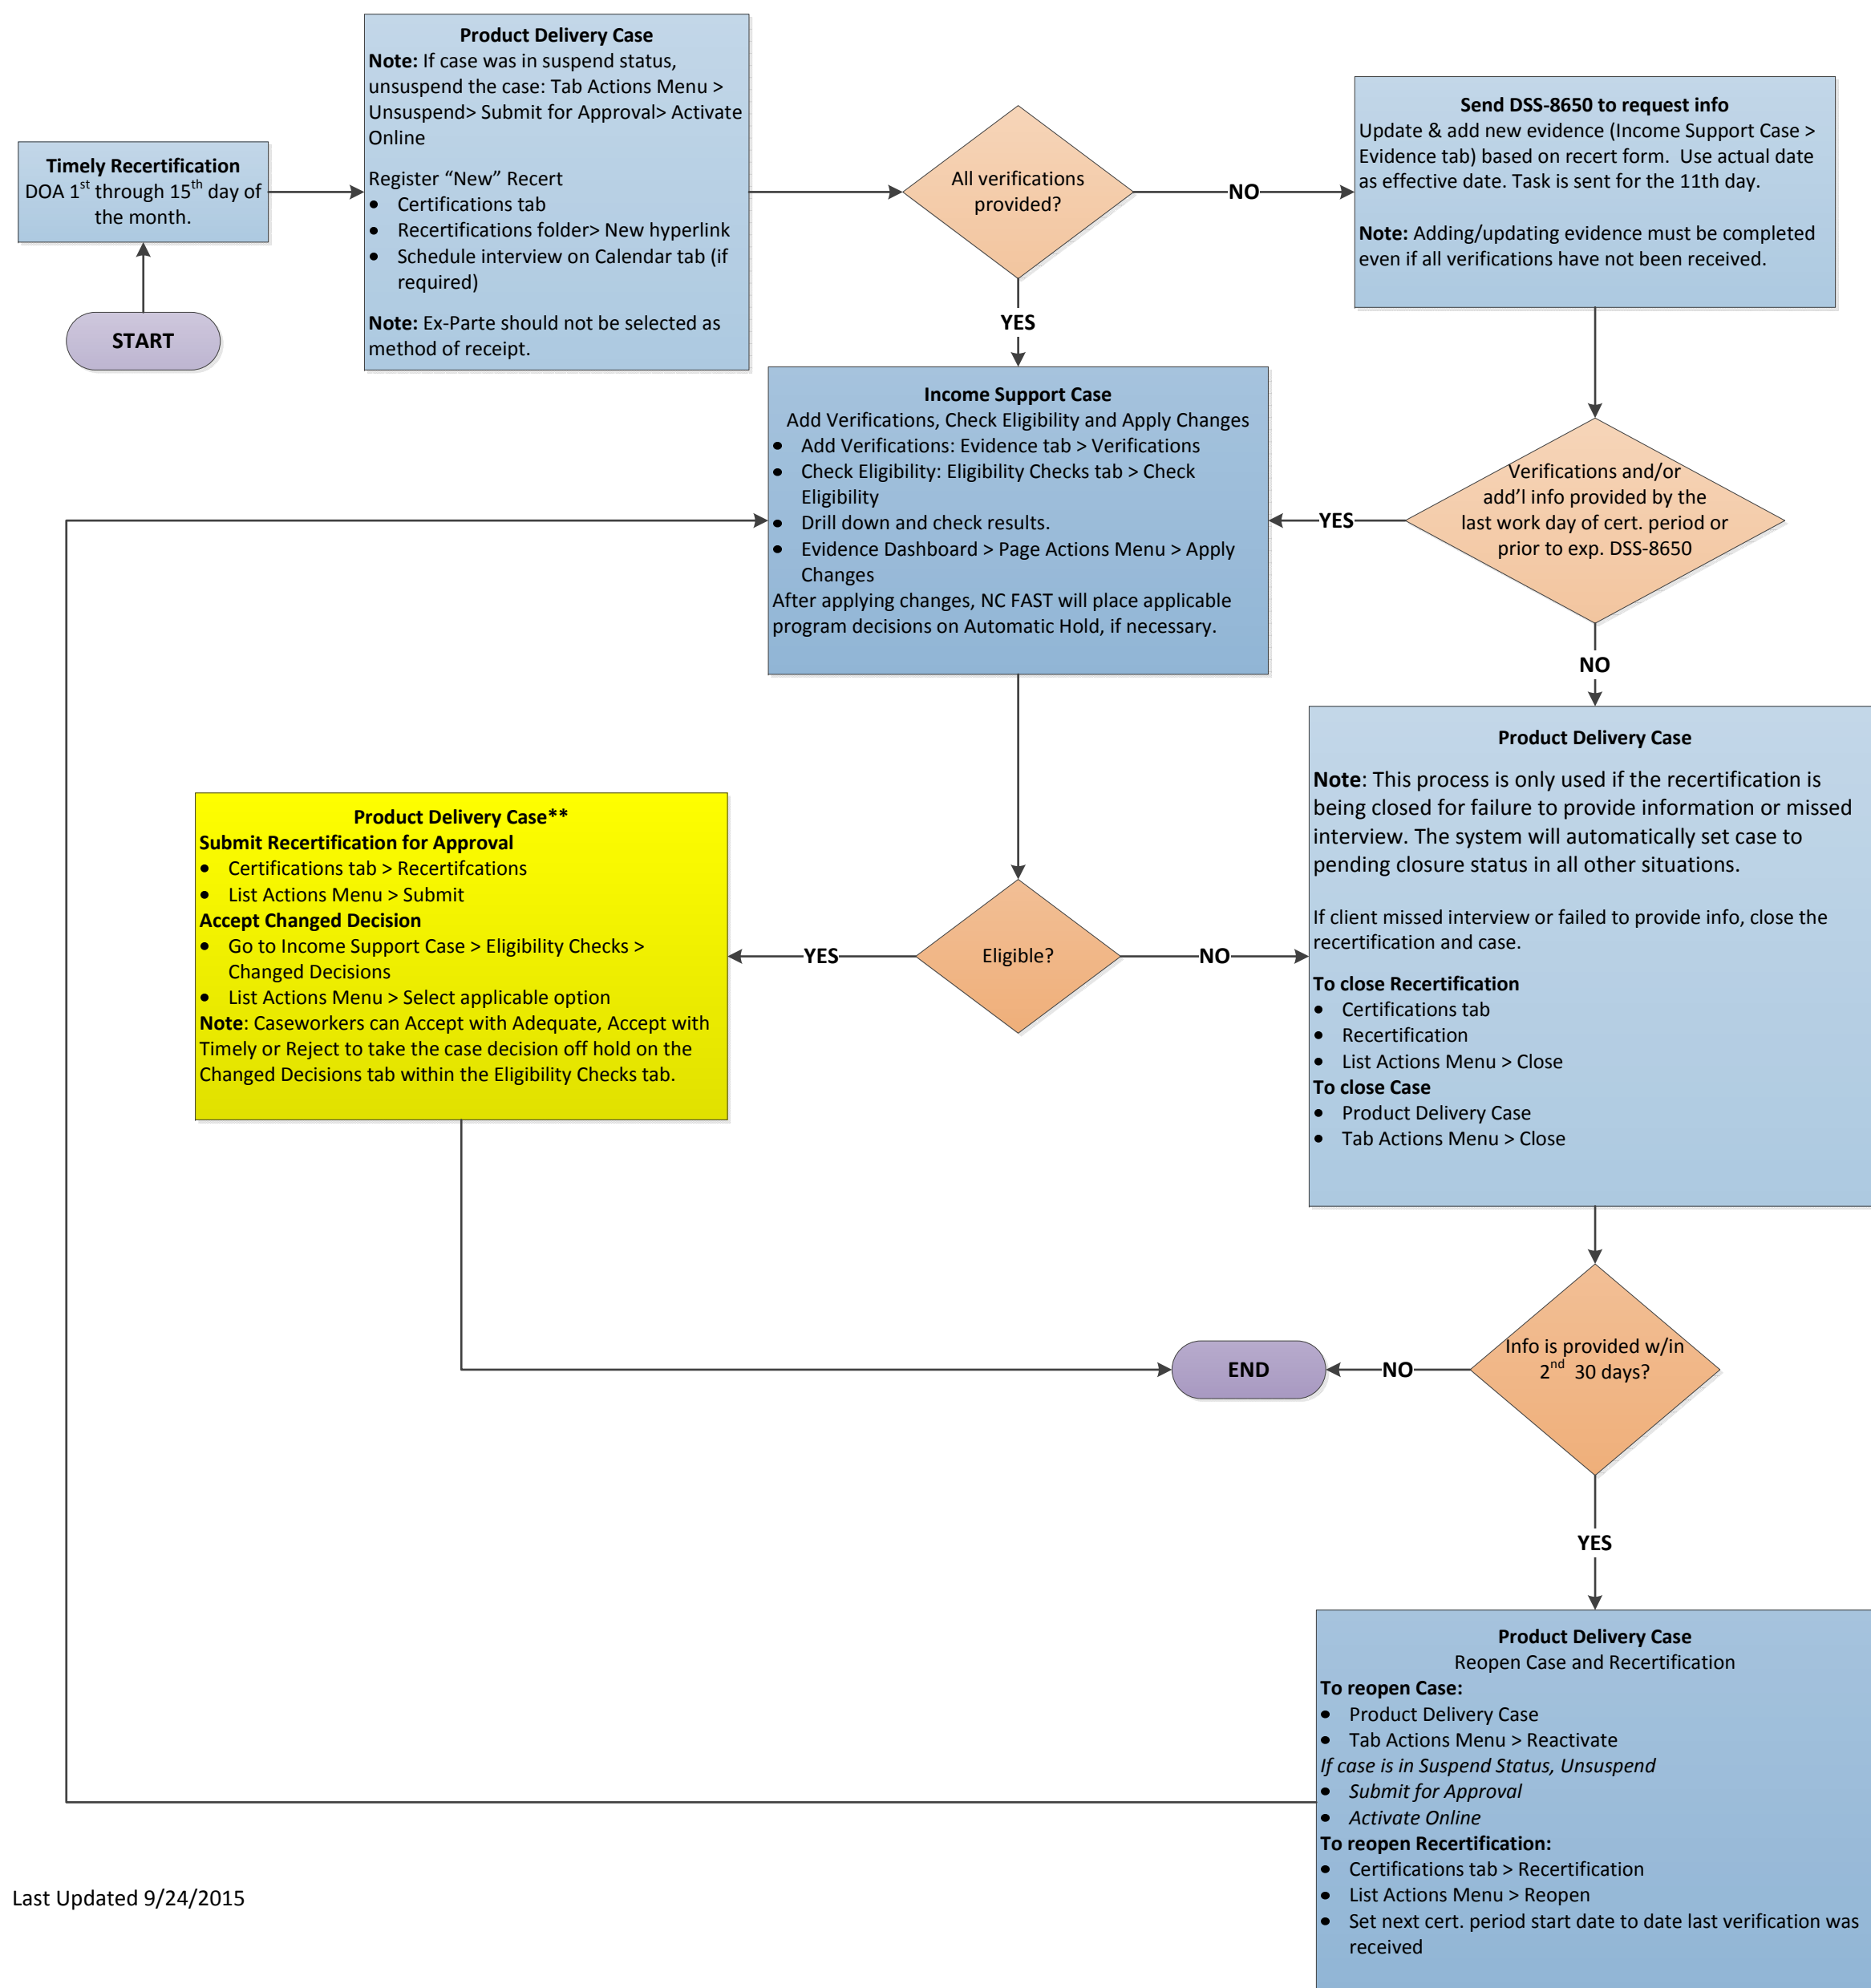 Timely Recertification
DOA 1st through 15th day of
the month.
START
Product Delivery Case
Note: If case was in suspend status,
unsuspend the case: Tab Actions Menu >
Unsuspend> Submit for Approval> Activate
Online
Register “New” Recert
• Certifications tab
• Recertifications folder> New hyperlink
• Schedule interview on Calendar tab (if
required)
Note: Ex-Parte should not be selected as
method of receipt.
All verifications
provided?
NO
YES
Send DSS-8650 to request info
Update & add new evidence (Income Support Case >
Evidence tab) based on recert form.  Use actual date
as effective date. Task is sent for the 11th day.
Note: Adding/updating evidence must be completed
even if all verifications have not been received.
Income Support Case
Add Verifications, Check Eligibility and Apply Changes
• Add Verifications: Evidence tab > Verifications
• Check Eligibility: Eligibility Checks tab > Check
Eligibility
• Drill down and check results.
• Evidence Dashboard > Page Actions Menu > Apply
Changes
After applying changes, NC FAST will place applicable
program decisions on Automatic Hold, if necessary.
YES
Verifications and/or
add’l info provided by the
last work day of cert. period or
prior to exp. DSS-8650
NO
Product Delivery Case**
Submit Recertification for Approval
• Certifications tab > Recertifcations
• List Actions Menu > Submit
Accept Changed Decision
• Go to Income Support Case > Eligibility Checks >
Changed Decisions
• List Actions Menu > Select applicable option
Note: Caseworkers can Accept with Adequate, Accept with
Timely or Reject to take the case decision off hold on the
Changed Decisions tab within the Eligibility Checks tab.
YES
Eligible?
NO
Product Delivery Case
Note: This process is only used if the recertification is
being closed for failure to provide information or missed
interview. The system will automatically set case to
pending closure status in all other situations.
If client missed interview or failed to provide info, close the
recertification and case.
To close Recertification
• Certifications tab
• Recertification
• List Actions Menu > Close
To close Case
• Product Delivery Case
• Tab Actions Menu > Close
END
NO
Info is provided w/in
2nd 30 days?
YES
Product Delivery Case
Reopen Case and Recertification
To reopen Case:
• Product Delivery Case
• Tab Actions Menu > Reactivate
If case is in Suspend Status, Unsuspend
• Submit for Approval
• Activate Online
To reopen Recertification:
• Certifications tab > Recertification
• List Actions Menu > Reopen
• Set next cert. period start date to date last verification was
received
Last Updated 9/24/2015